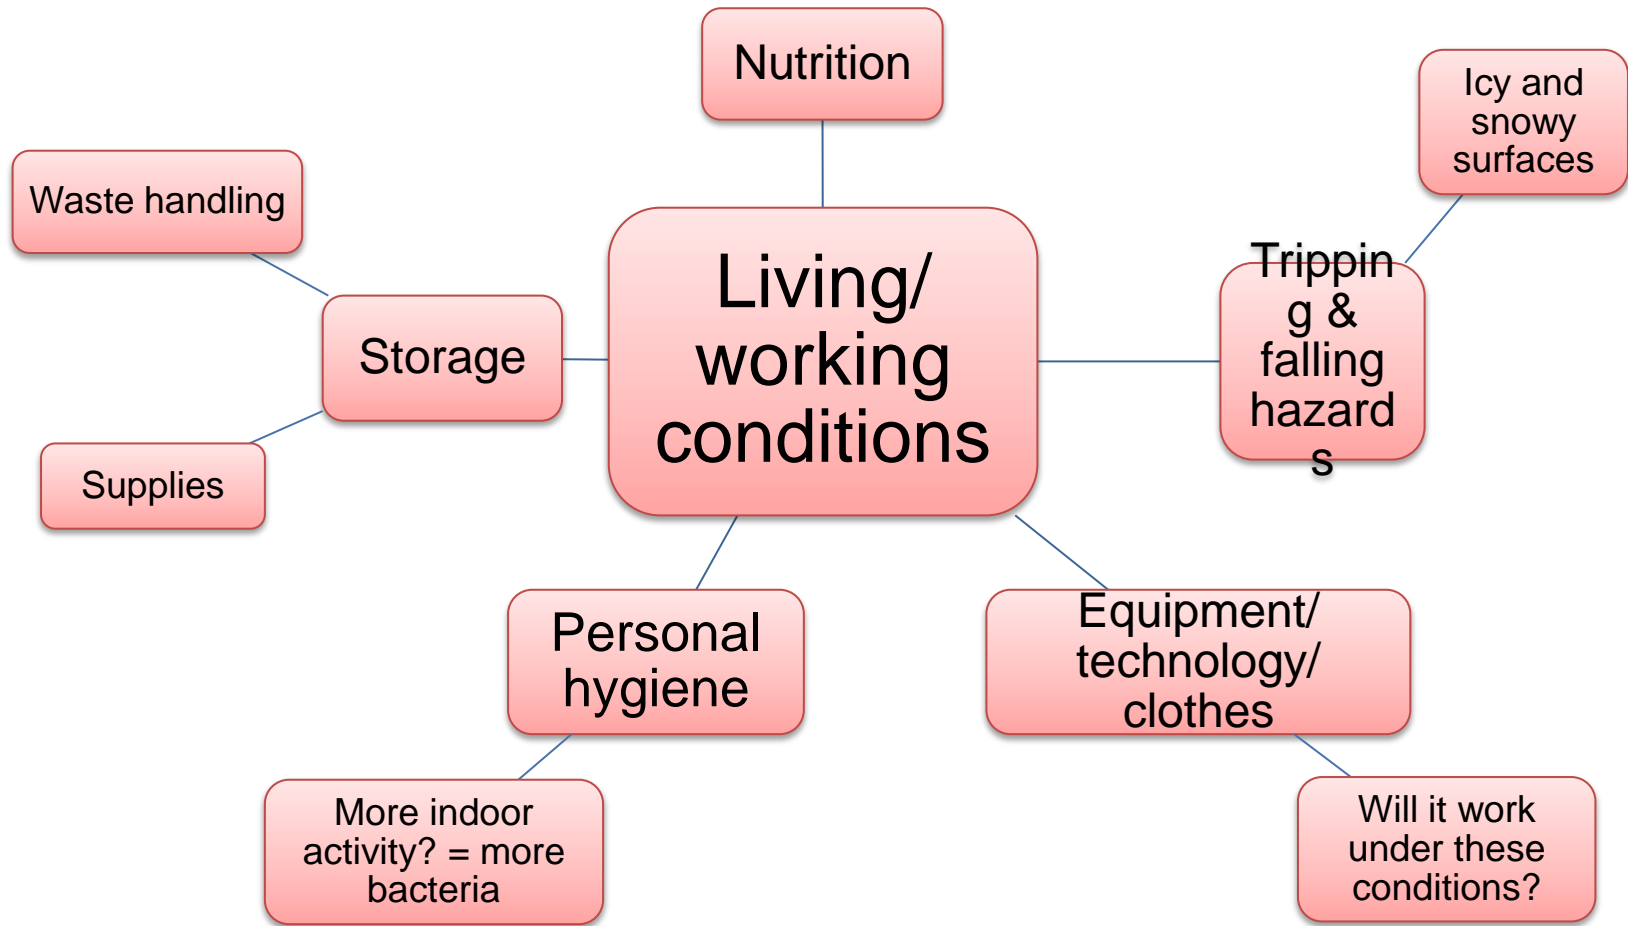 Nutrition
Icy and
snowy
surfaces
Waste handling
Living/
working
conditions
Trippin
g &
falling
hazard
s
Storage
Supplies
Personal
hygiene
Equipment/
technology/
clothes
More indoor
activity? = more
bacteria
Will it work
under these
conditions?